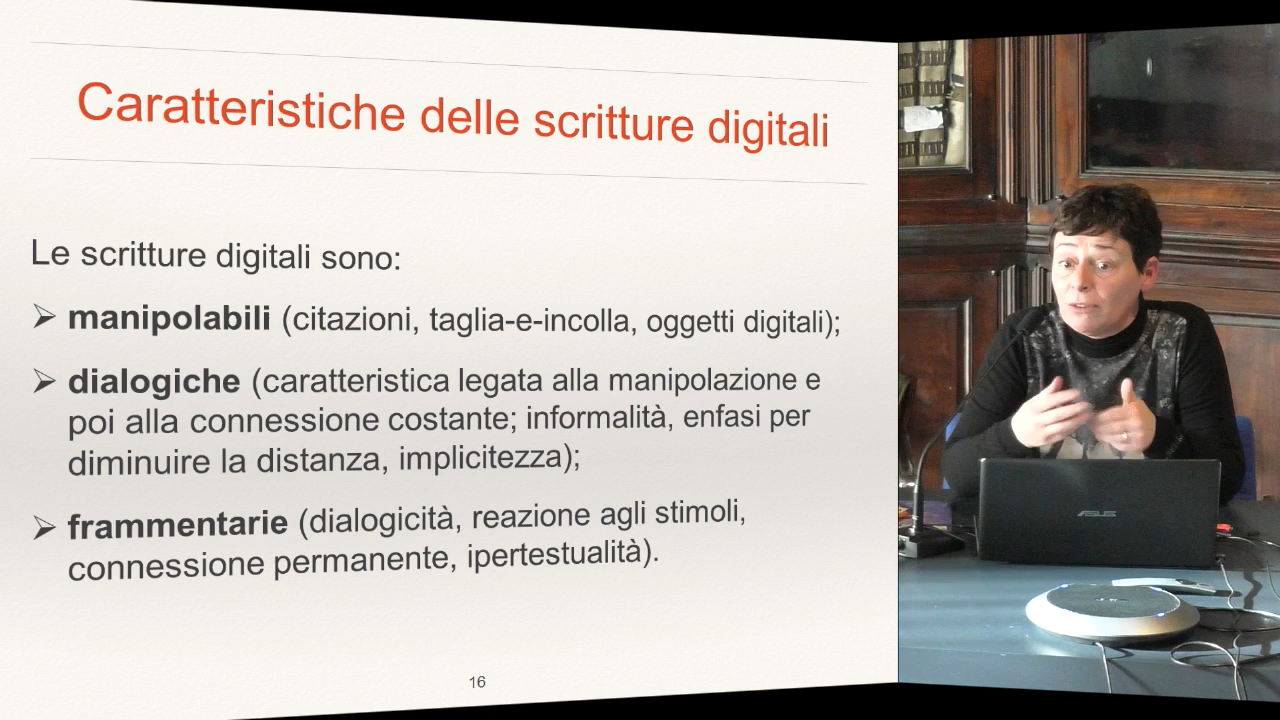 Caratteristiche delle scritture digitali
Le scritture digitali sono:
➢ manipolabili (citazioni, taglia-e-incolla, oggetti digitali);
➢ dialogiche (caratteristica legata alla manipolazione e
poi alla connessione costante; informalità, enfasi per
diminuire la distanza, implicitezza);
➢ frammentarie (dialogicità, reazione agli stimoli,
connessione permanente, ipertestualità).
16
ASUS